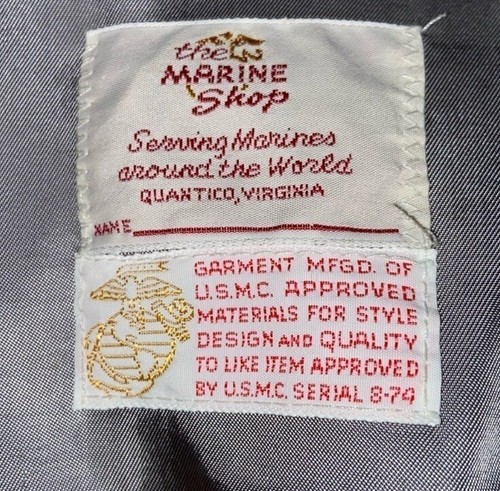 the
MARINE
Shop
Serving Marines
around the World
QUANTICO, VIRGINIA
NAME
GARMENT MFGD. OF
U.S.M.C. APPROVED
MATERIALS FOR STYLE
DESIGN AND QUALITY
TO LIKE ITEM APPROVED
BY U.S.M.C. SERIAL 8-74